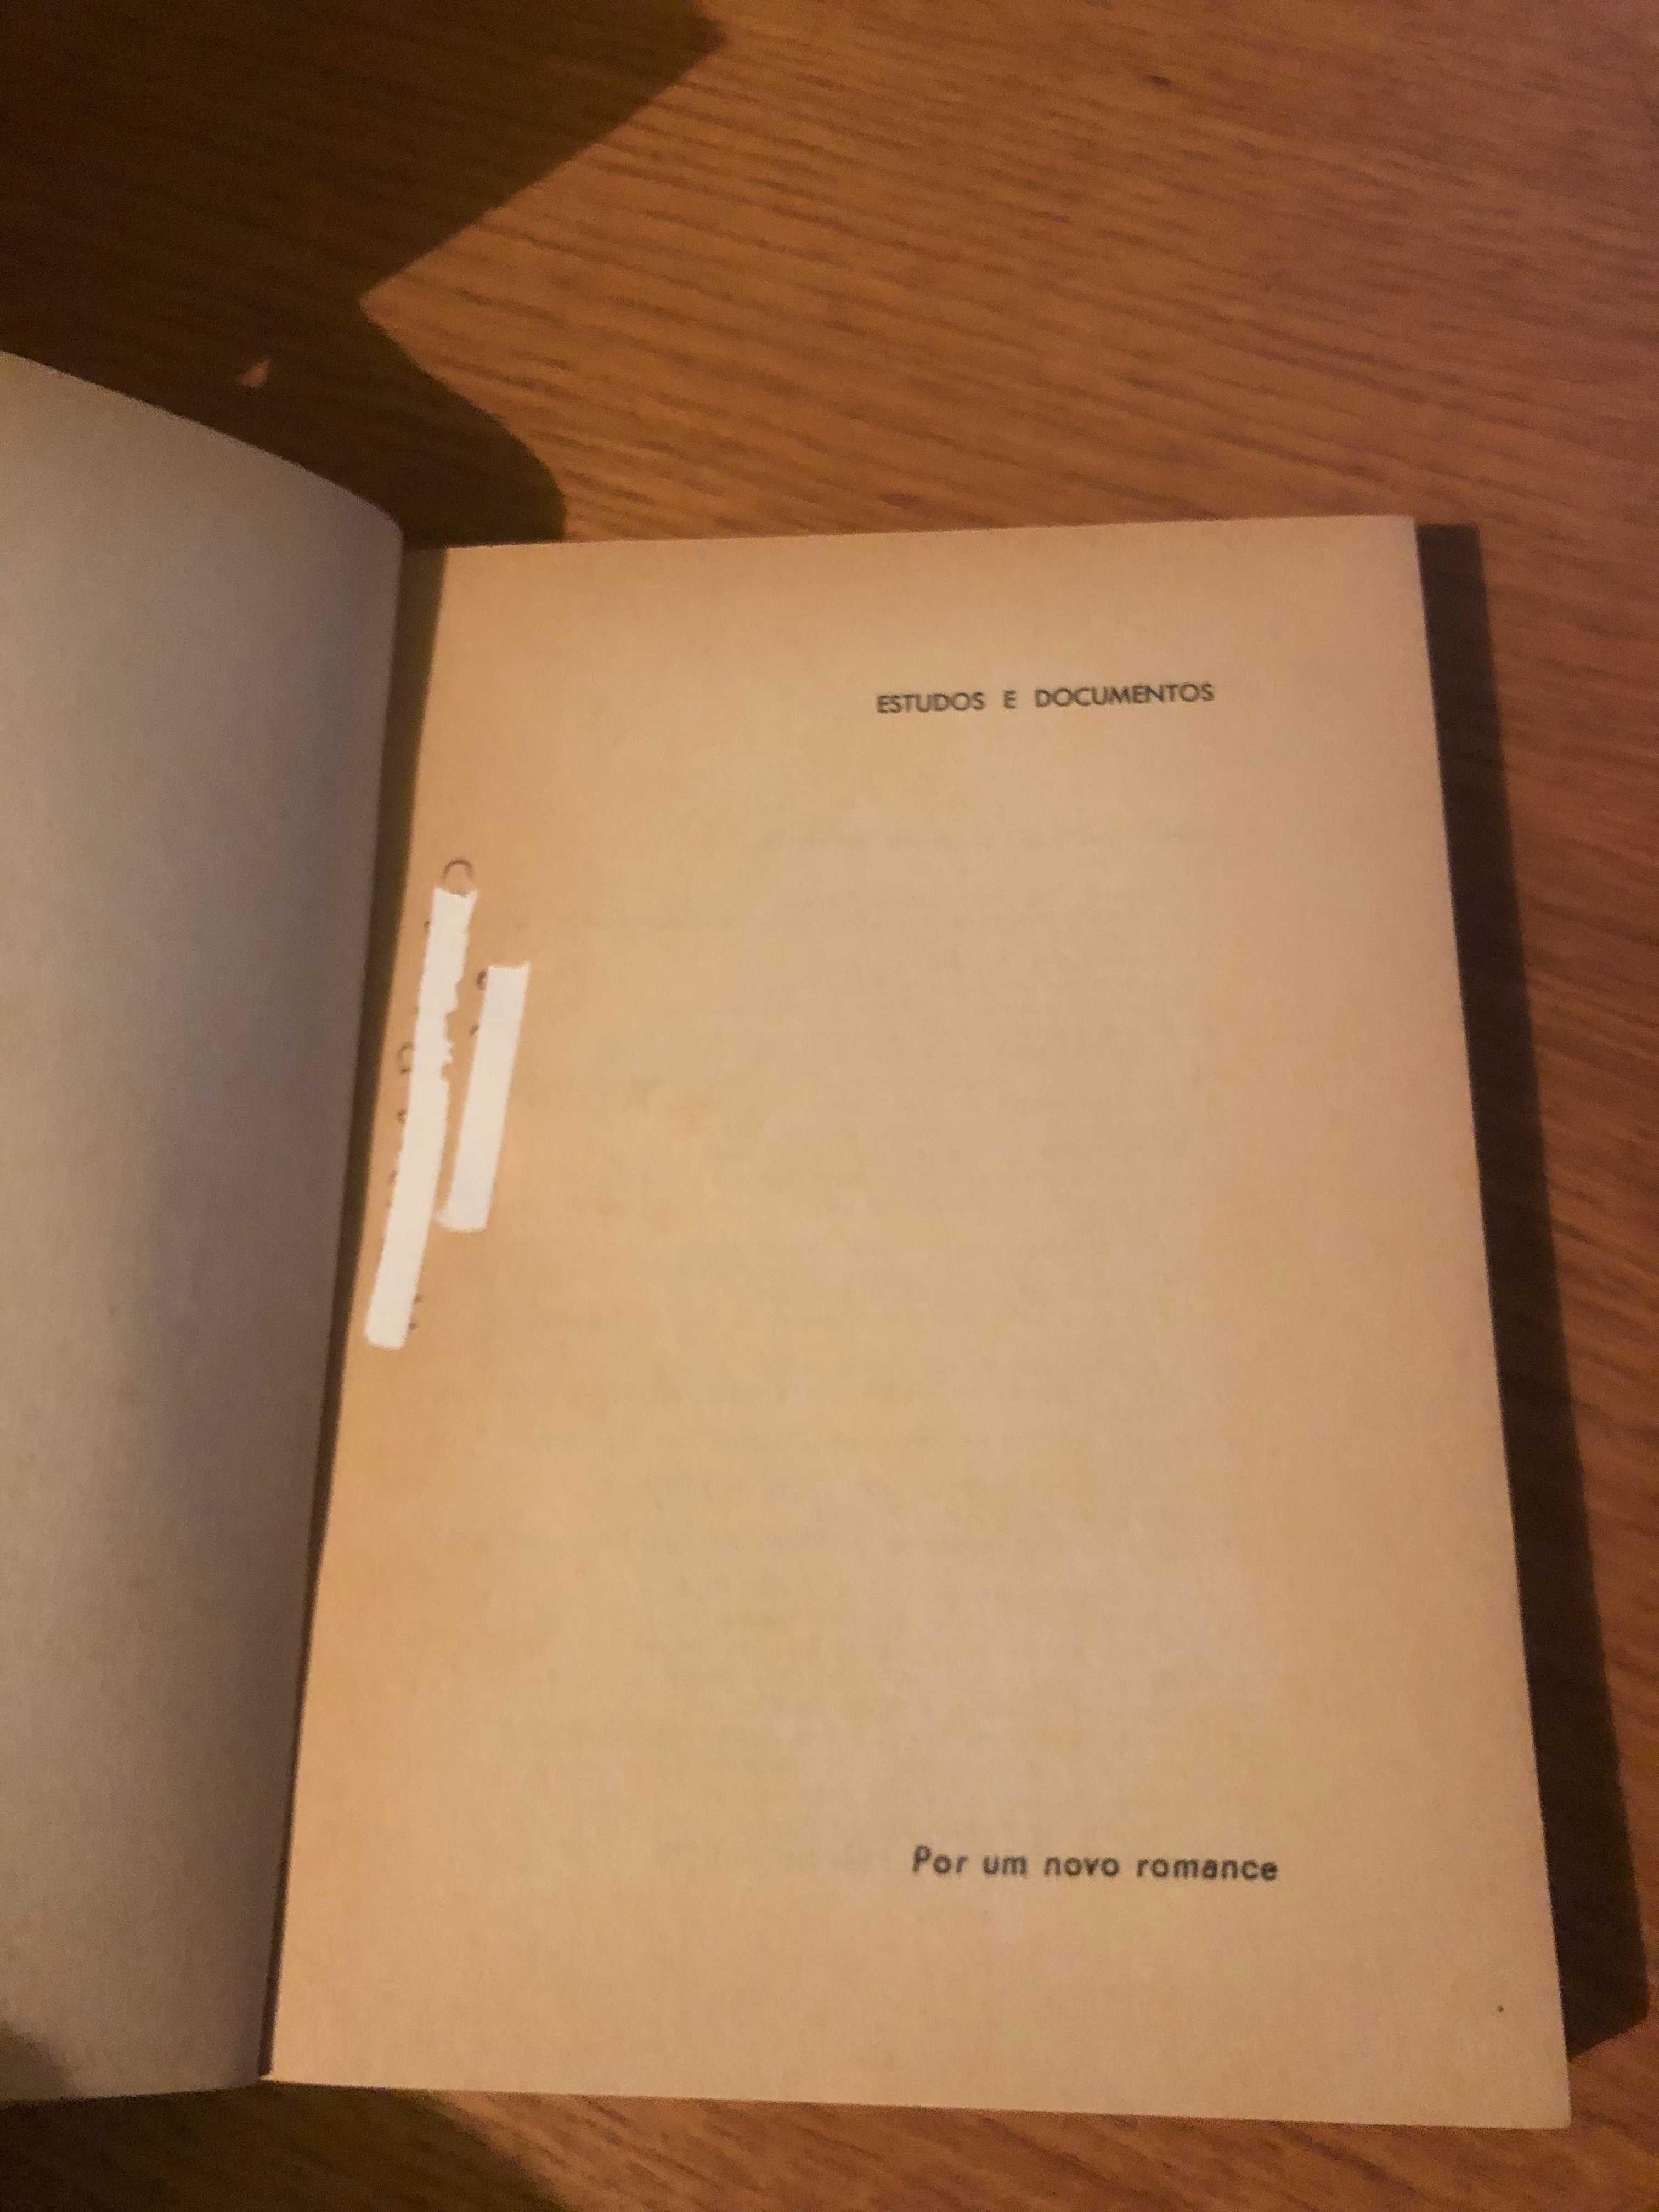 ESTUDOS E DOCUMENTOS
Por um novo romance